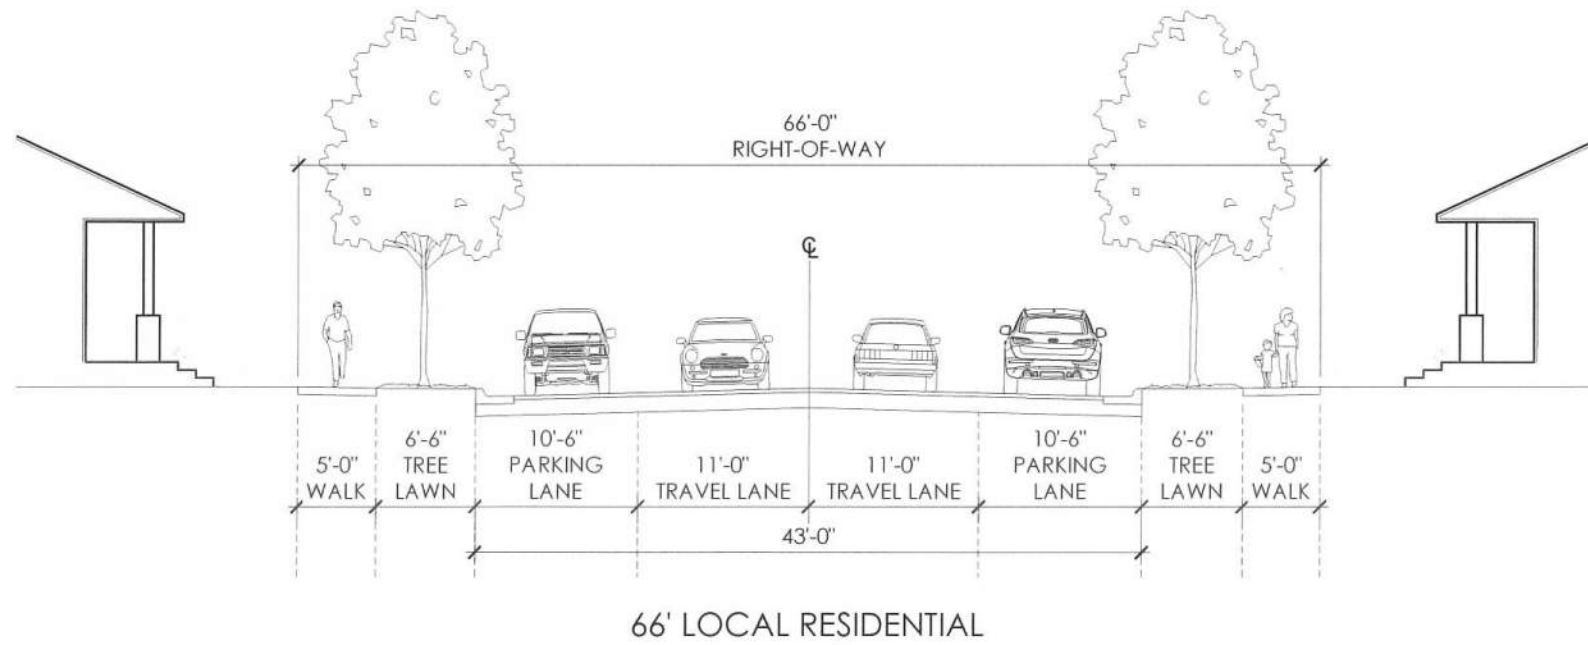 66'-0"
RIGHT-OF-WAY
℄
5'-0"
WALK
6'-6"
TREE
LAWN
10'-6"
PARKING
LANE
11'-0"
TRAVEL LANE
11'-0"
TRAVEL LANE
10'-6"
PARKING
LANE
6'-6"
TREE
LAWN
5'-0"
WALK
43'-0"
66' LOCAL RESIDENTIAL